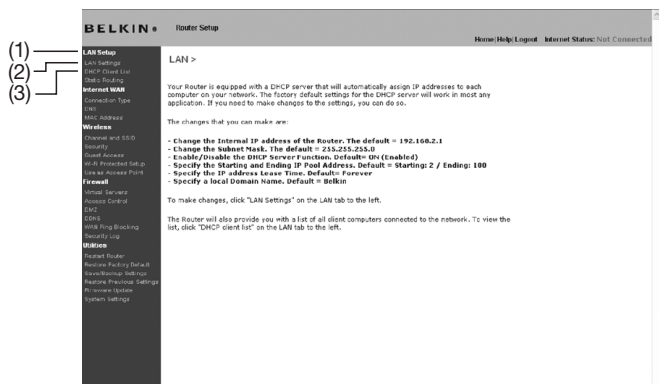 BELKIN
Router Setup
Home|Help|Logout Internet Status: Not Connected
(1)
(2)
(3)
LAN Setup
LAN Settings
DHCP Client List
Static Routing
Internet WAN
Connection Type
DNS
MAC Address
Wireless
Channel and SSID
Security
Guest Access
Wi-Fi Protected Setup
Use as Access Point
Firewall
Virtual Servers
Access Control
DMZ
DDNS
WAN Ping Blocking
Security Log
Utilities
Restart Router
Restore Factory Default
Save/Backup Settings
Restore Previous Settings
Firmware Update
System Settings
LAN >
Your Router is equipped with a DHCP server that will automatically assign IP addresses to each
computer on your network. The factory default settings for the DHCP server will work in most any
application. If you need to make changes to the settings, you can do so.
The changes that you can make are:
- Change the Internal IP address of the Router. The default = 192.168.2.1
- Change the Subnet Mask. The default = 255.255.255.0
- Enable/Disable the DHCP Server Function. Default= ON (Enabled)
- Specify the Starting and Ending IP Pool Address. Default = Starting: 2 / Ending: 100
- Specify the IP address Lease Time. Default= Forever
- Specify a local Domain Name. Default = Belkin
To make changes, click "LAN Settings" on the LAN tab to the left.
The Router will also provide you with a list of all client computers connected to the network. To view the
list, click "DHCP client list" on the LAN tab to the left.